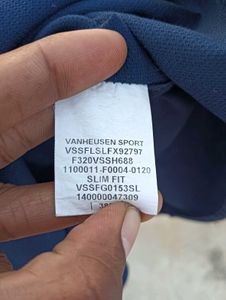 VANHEUSEN SPORT
VSSFLSLFX92797
F320VSSH688
1100011-F0004-0120
SLIM FIT
VSSFG0153SL
140000047309